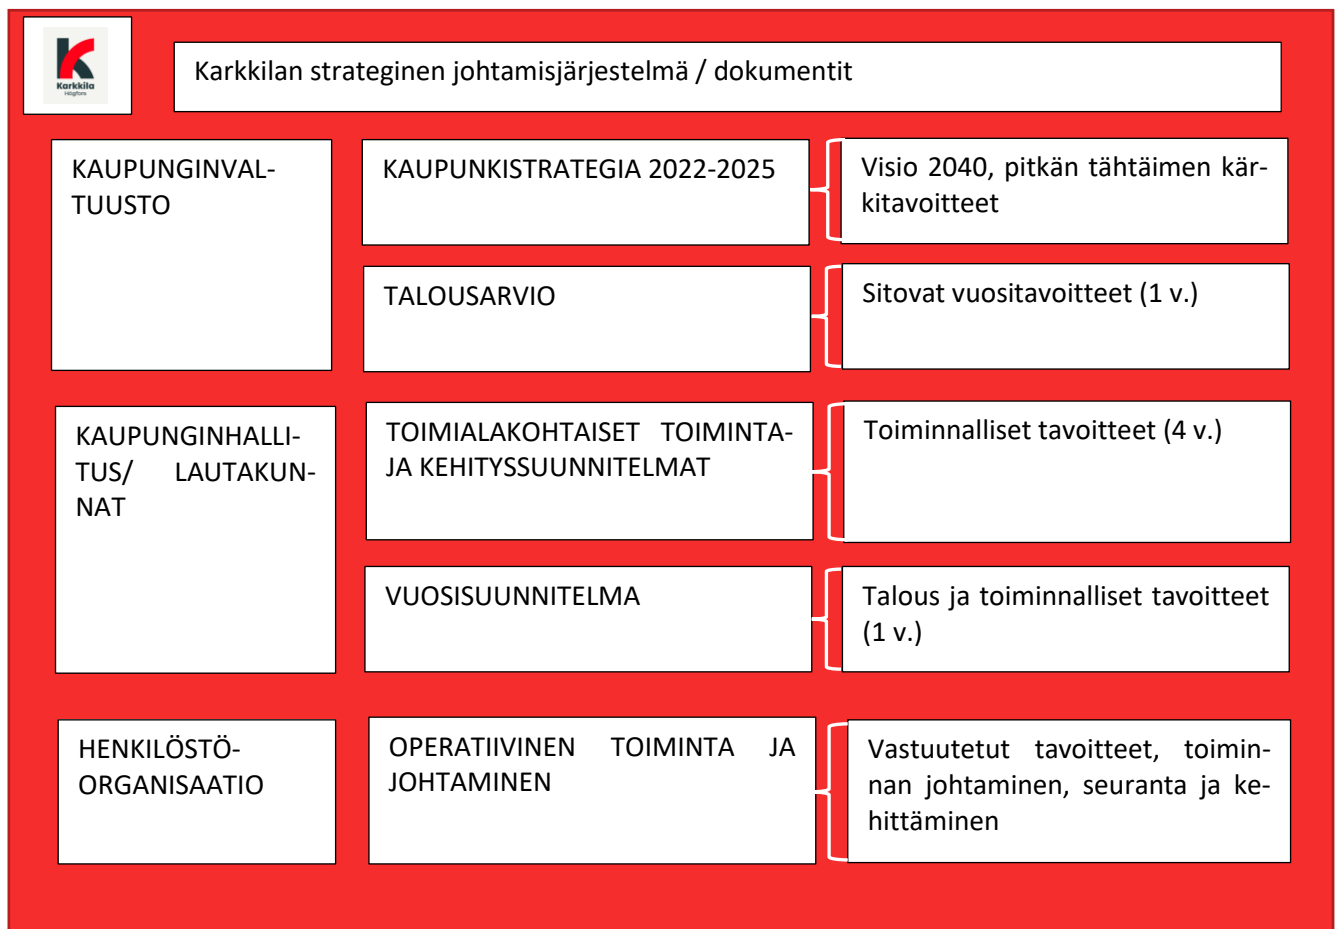 Karkkila
Högfors
Karkkilan strateginen johtamisjärjestelmä / dokumentit
KAUPUNGINVAL-
TUUSTO
KAUPUNKISTRATEGIA 2022-2025
Visio 2040, pitkän tähtäimen kär-
kitavoitteet
TALOUSARVIO
Sitovat vuositavoitteet (1 v.)
KAUPUNGINHALLI-
TUS/ LAUTAKUN-
NAT
TOIMIALAKOHTAISET TOIMINTA-
JA KEHITYSSUUNNITELMAT
Toiminnalliset tavoitteet (4 v.)
VUOSISUUNNITELMA
Talous ja toiminnalliset tavoitteet
(1 v.)
HENKILÖSTÖ-
ORGANISAATIO
OPERATIIVINEN TOIMINTA JA
JOHTAMINEN
Vastuutetut tavoitteet, toimin-
nan johtaminen, seuranta ja ke-
hittäminen